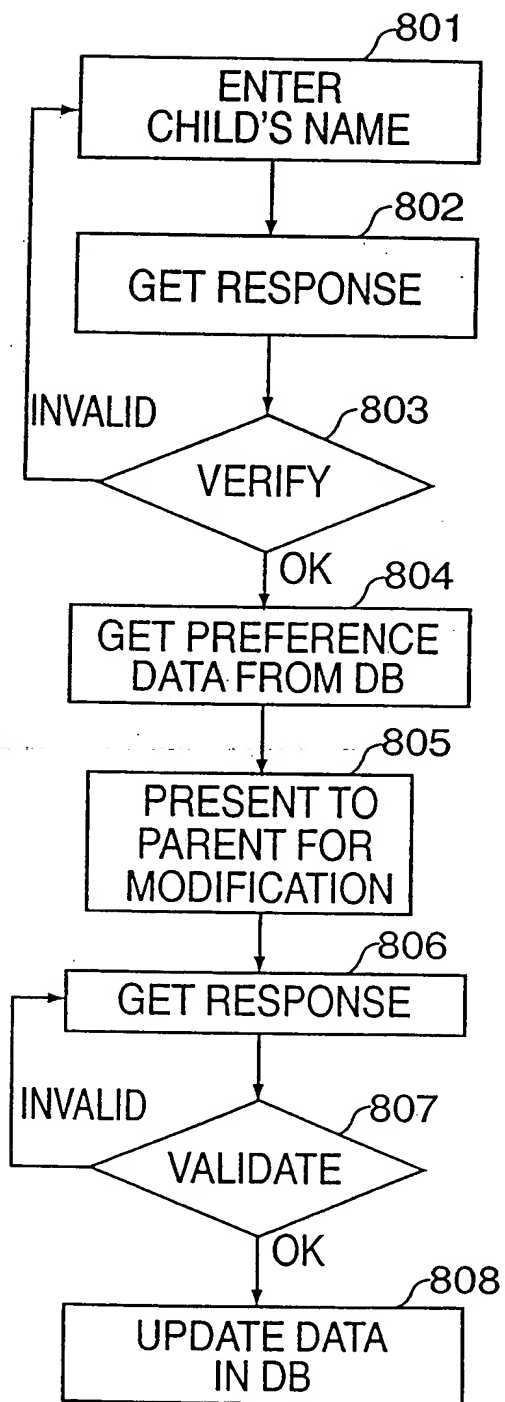 801
ENTER
CHILD'S NAME
802
GET RESPONSE
INVALID
803
VERIFY
OK
804
GET PREFERENCE
DATA FROM DB
805
PRESENT TO
PARENT FOR
MODIFICATION
806
GET RESPONSE
INVALID
807
VALIDATE
OK
808
UPDATE DATA
IN DB